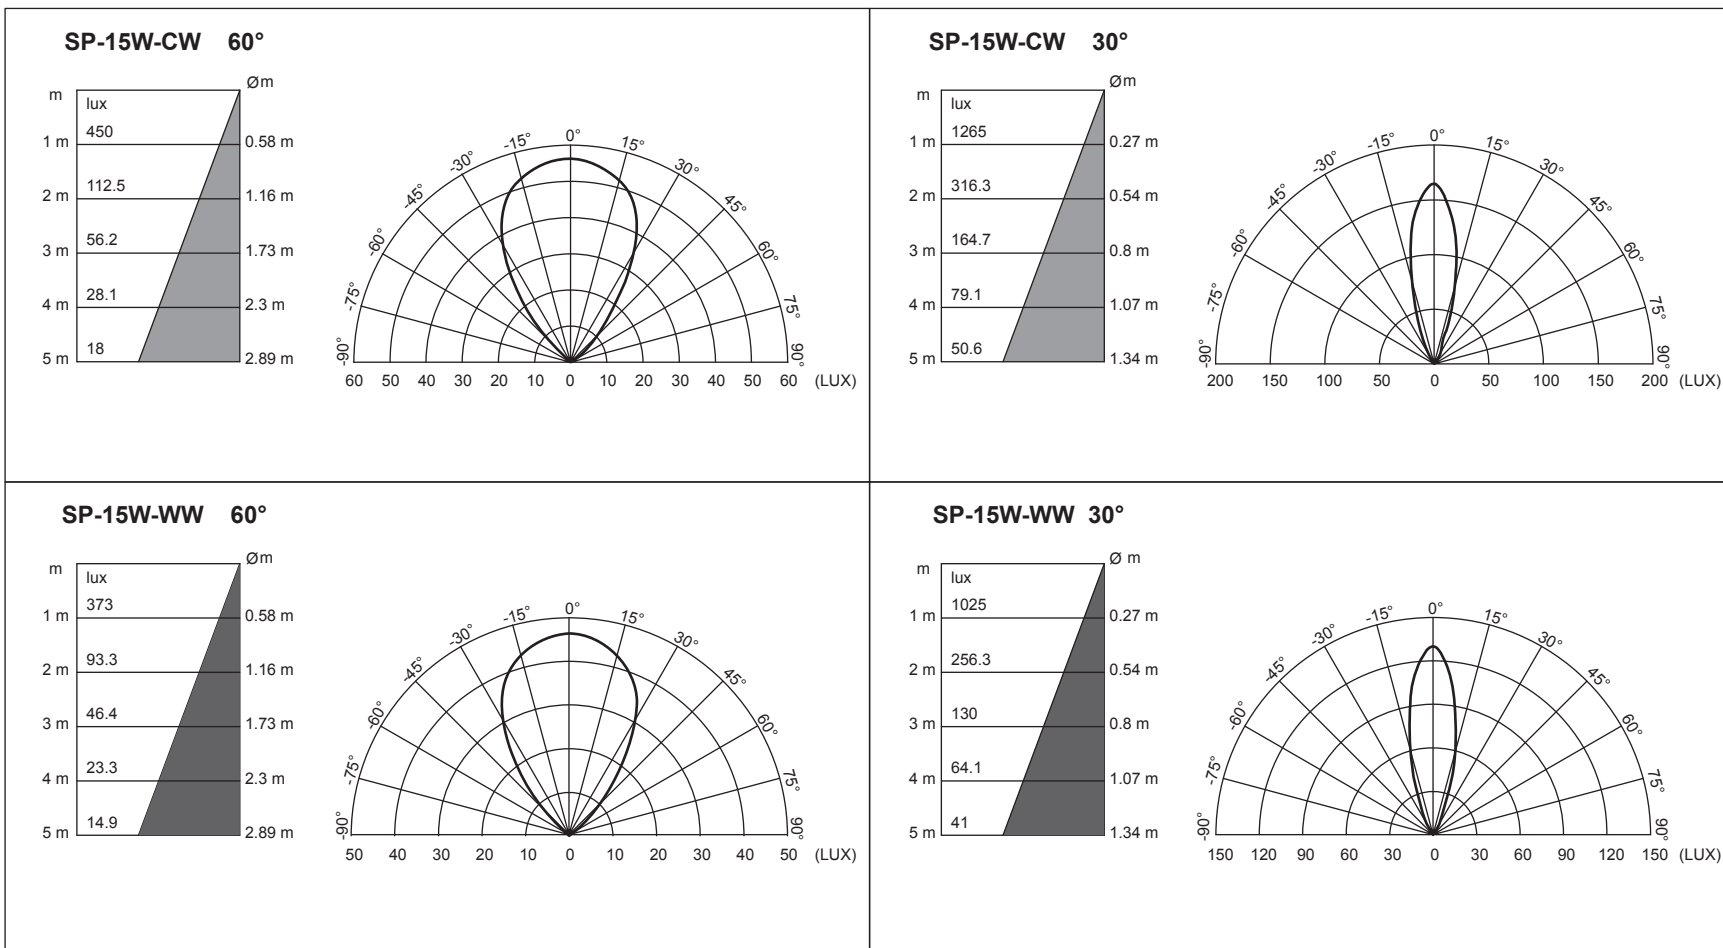 SP-15W-CW 60°
m
Øm
lux
450
1 m
0.58 m
112.5
2 m
1.16 m
56.2
3 m
1.73 m
28.1
4 m
2.3 m
18
5 m
2.89 m
-90° -75° -60° -45° -30° -15° 0° 15° 30° 45° 60° 75° 90°
60 50 40 30 20 10 0 10 20 30 40 50 60 (LUX)
SP-15W-CW 30°
m
Øm
lux
1265
1 m
0.27 m
316.3
2 m
0.54 m
164.7
3 m
0.8 m
79.1
4 m
1.07 m
50.6
5 m
1.34 m
-90° -75° -60° -45° -30° -15° 0° 15° 30° 45° 60° 75° 90°
200 150 100 50 0 50 100 150 200 (LUX)
SP-15W-WW 60°
m
Øm
lux
373
1 m
0.58 m
93.3
2 m
1.16 m
46.4
3 m
1.73 m
23.3
4 m
2.3 m
14.9
5 m
2.89 m
-90° -75° -60° -45° -30° -15° 0° 15° 30° 45° 60° 75° 90°
50 40 30 20 10 0 20 30 40 50 (LUX)
SP-15W-WW 30°
m
Ø m
lux
1025
1 m
0.27 m
256.3
2 m
0.54 m
130
3 m
0.8 m
64.1
4 m
1.07 m
41
5 m
1.34 m
-90° -75° -60° -45° -30° -15° 0° 15° 30° 45° 60° 75° 90°
150 120 90 60 30 0 30 60 90 120 150 (LUX)